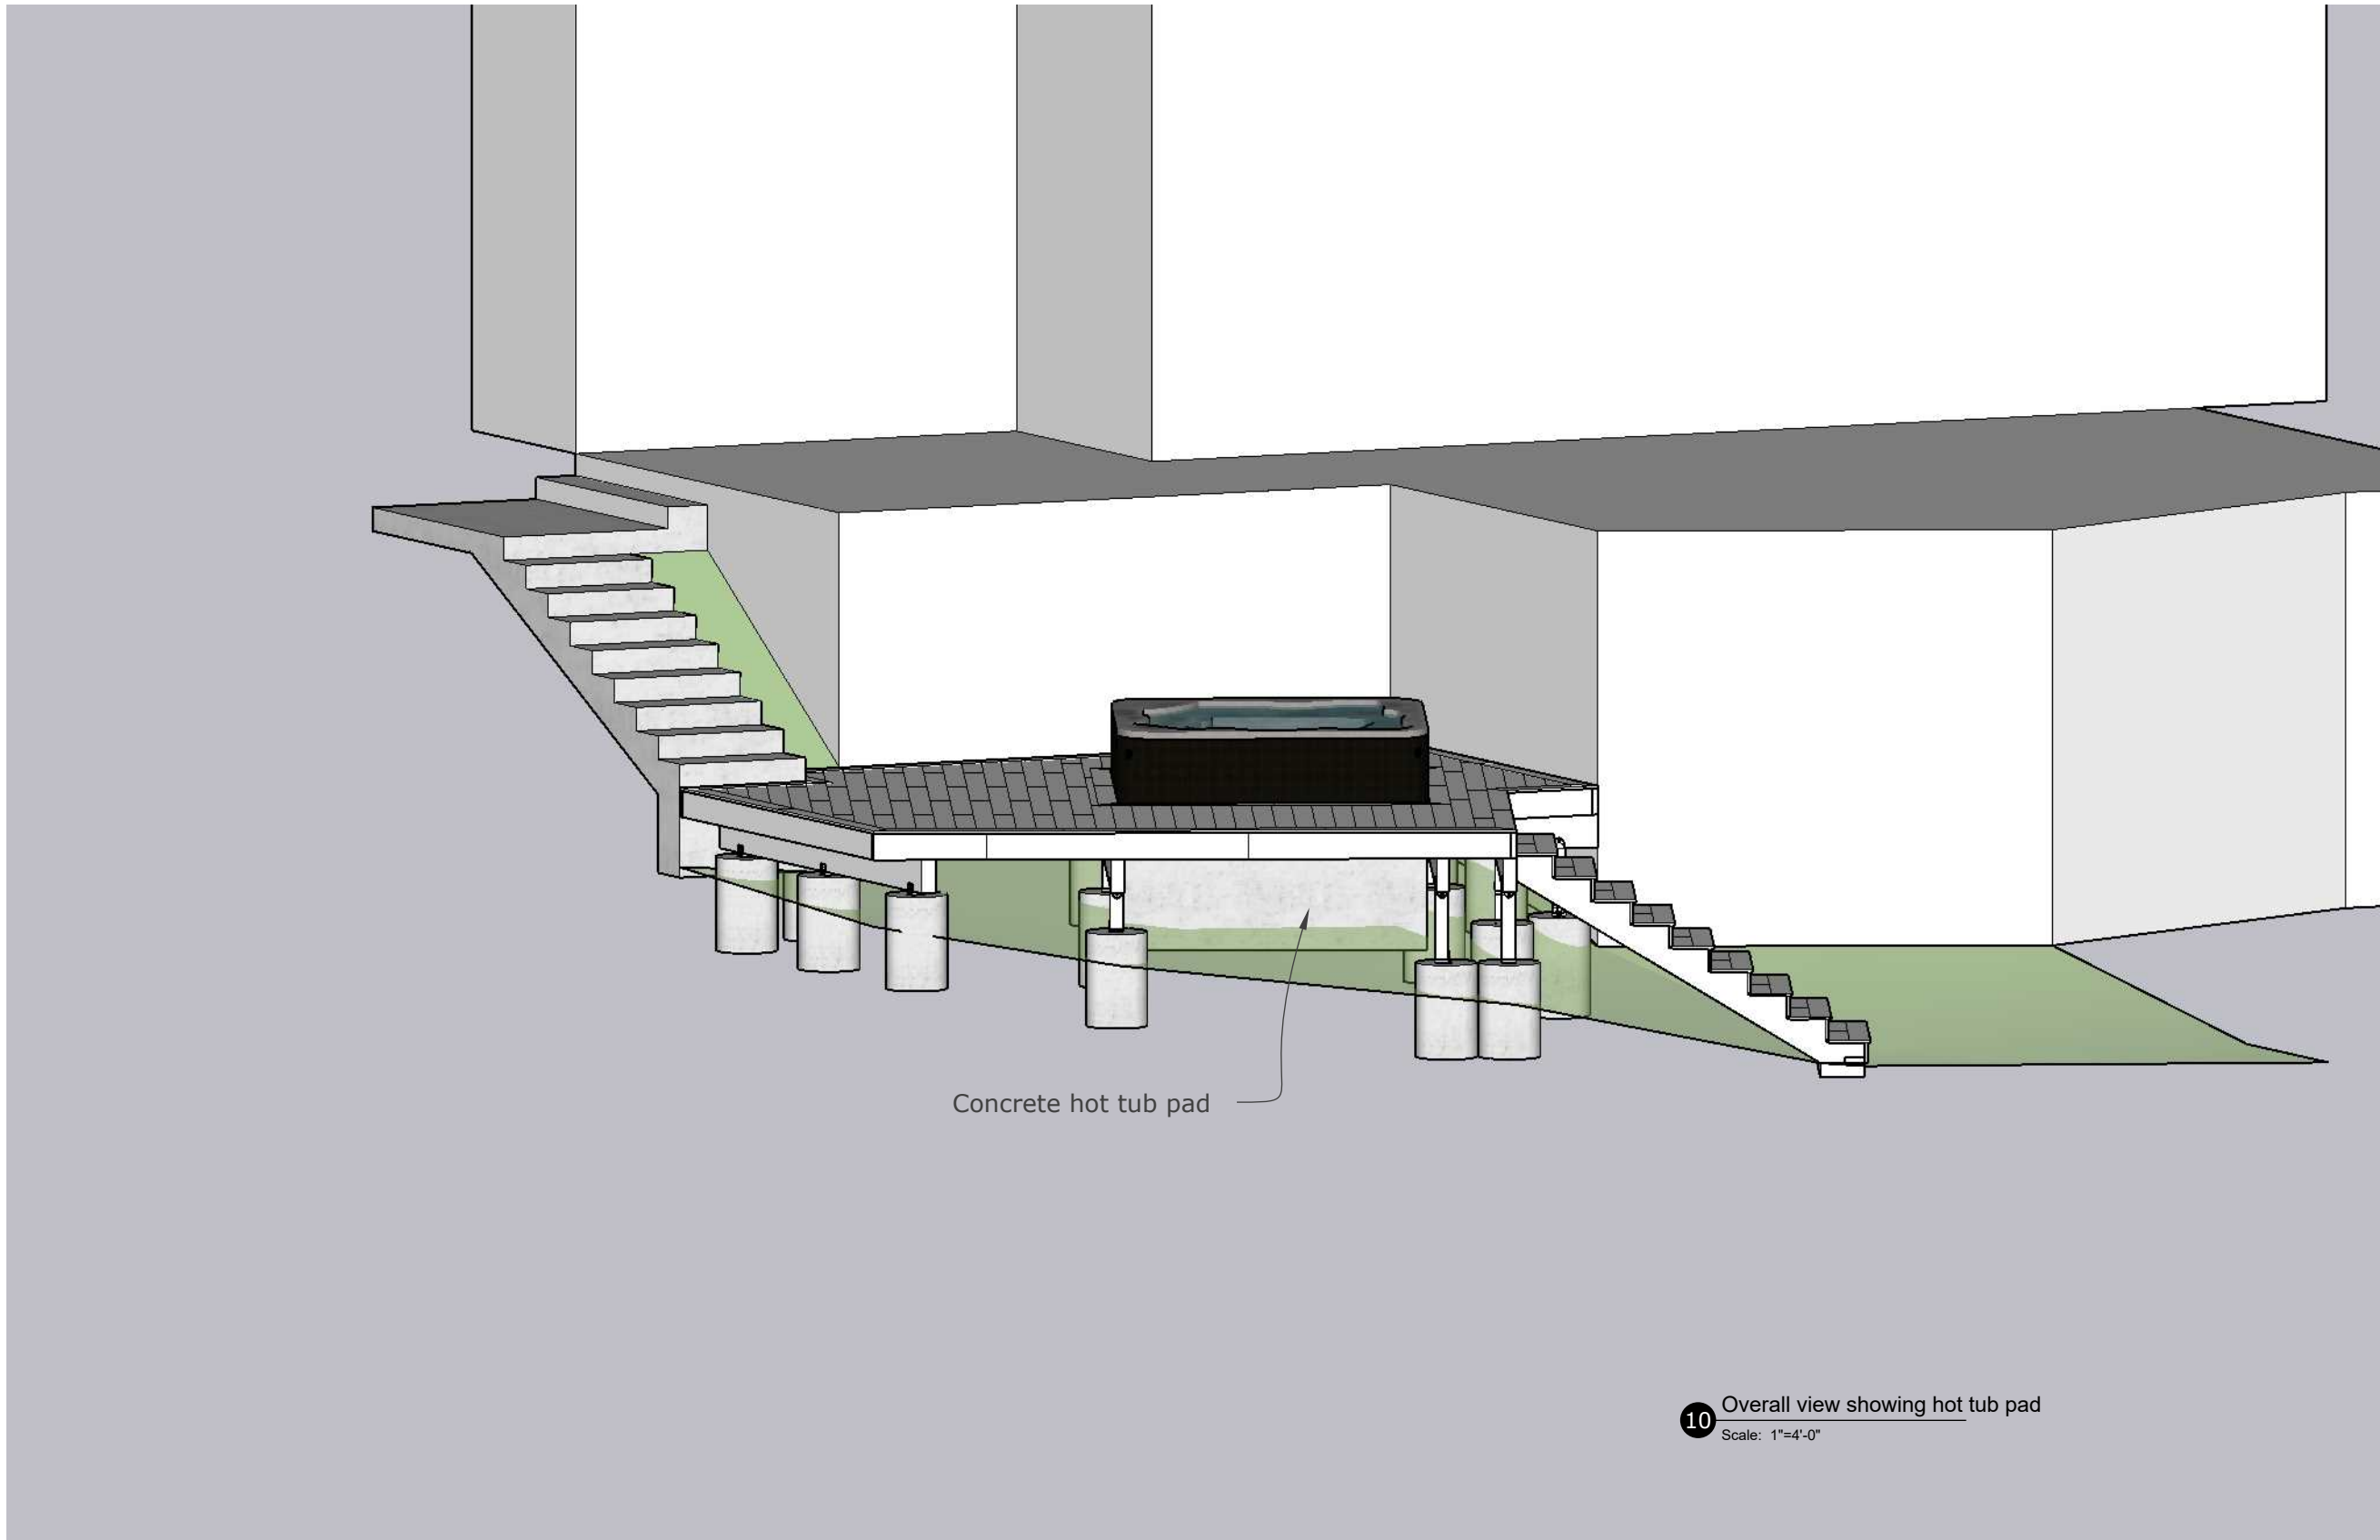 Concrete hot tub pad
10 Overall view showing hot tub pad
Scale: 1"=4'-0"